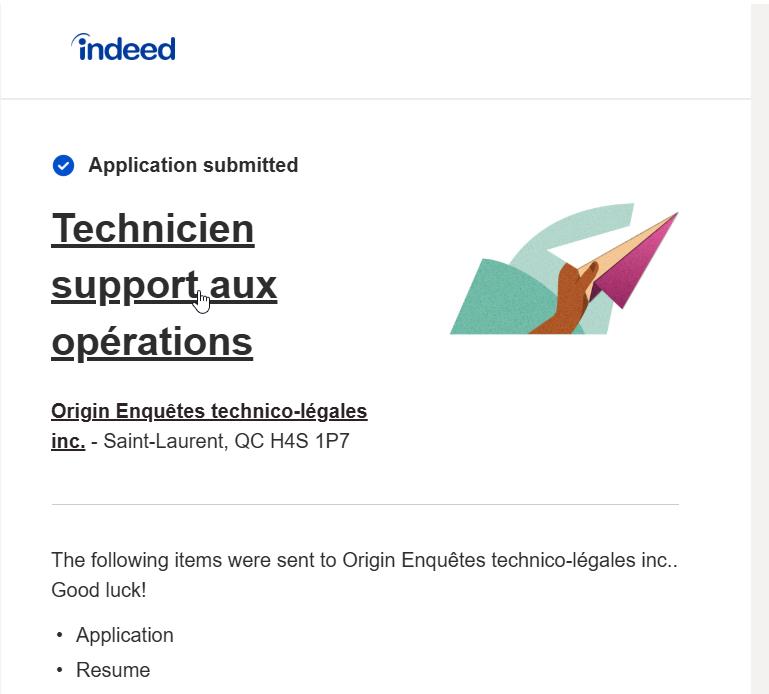 indeed
Application submitted
Technicien
support aux
opérations
Origin Enquêtes technico-légales
inc. - Saint-Laurent, QC H4S 1P7
The following items were sent to Origin Enquêtes technico-légales inc..
Good luck!
• Application
• Resume